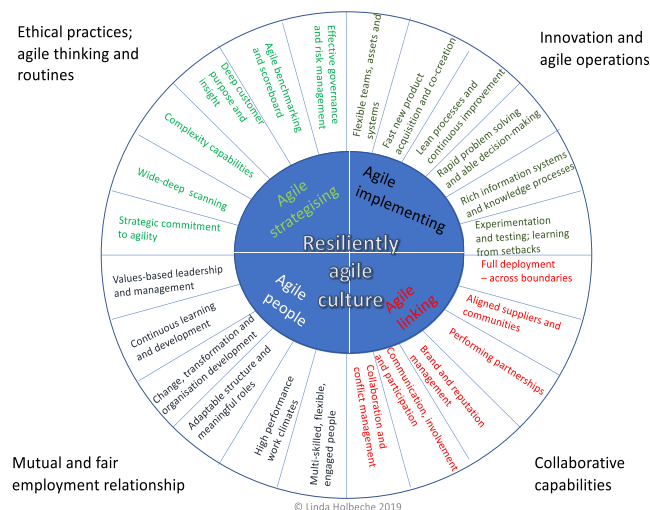 Ethical practices;
agile thinking and
routines
Innovation and
agile operations
Strategic commitment
to agility
Wide-deep scanning
Complexity capabilities
Deep customer
purpose and
insight
Agile benchmarking
and scoreboard
Effective governance
and risk management
Flexible teams, assets and
systems
Fast new product
acquisition and co-creation
Lean processes and
continuous improvement
Rapid problem solving
and able decision-making
Rich information systems
and knowledge processes
Experimentation
and testing; learning
from setbacks
Full deployment
– across boundaries
Aligned suppliers and
communities
Performing partnerships
Brand and reputation
management
Communication, involvement
and participation
Collaboration and
conflict management
Multi-skilled, flexible,
engaged people
High performance
work climates
Adaptable structure and
meaningful roles
Change, transformation and
organisation development
Continuous learning
and development
Values-based leadership
and management
Agile
strategising
Agile
implementing
Resiliently
agile
culture
Agile
people
Agile
linking
Mutual and fair
employment relationship
Collaborative
capabilities
© Linda Holbeche 2019